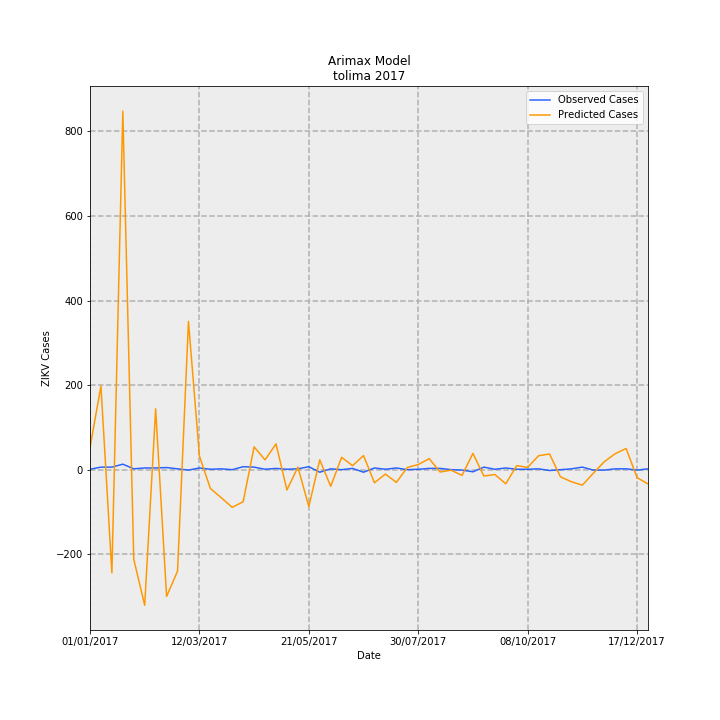 Arimax Model
tolima 2017
Observed Cases
Predicted Cases
800
600
400
200
0
−200
ZIKV Cases
01/01/2017 12/03/2017 21/05/2017 30/07/2017 08/10/2017 17/12/2017
Date